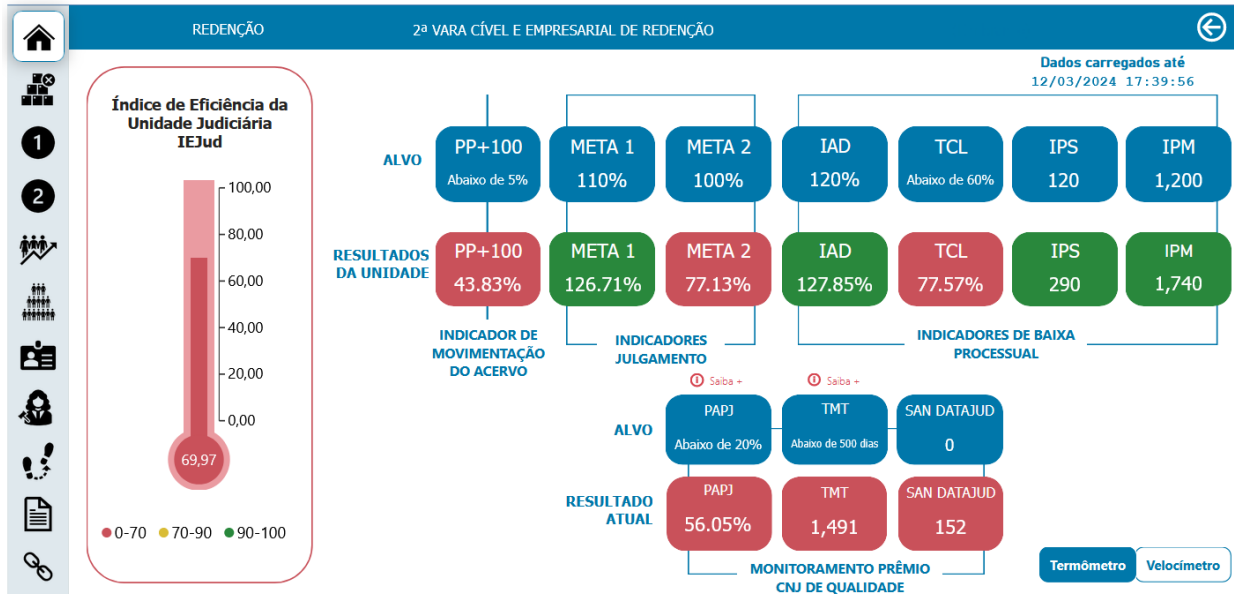 REDENÇÃO
2ª VARA CÍVEL E EMPRESARIAL DE REDENÇÃO
Dados carregados até
12/03/2024 17:39:56
Índice de Eficiência da
Unidade Judiciária
IEJud
100,00
80,00
60,00
40,00
20,00
0,00
69,97
0-70 70-90 90-100
1
2
ALVO
PP+100
Abaixo de 5%
META 1
110%
META 2
100%
IAD
120%
TCL
Abaixo de 60%
IPS
120
IPM
1,200
RESULTADOS
DA UNIDADE
PP+100
43.83%
META 1
126.71%
META 2
77.13%
IAD
127.85%
TCL
77.57%
IPS
290
IPM
1,740
INDICADOR DE
MOVIMENTAÇÃO
DO ACERVO
INDICADORES
JULGAMENTO
INDICADORES DE BAIXA
PROCESSUAL
Saiba +
Saiba +
ALVO
PAPJ
Abaixo de 20%
TMT
Abaixo de 500 dias
SAN DATAJUD
0
RESULTADO
ATUAL
PAPJ
56.05%
TMT
1,491
SAN DATAJUD
152
MONITORAMENTO PRÊMIO
CNJ DE QUALIDADE
Termômetro
Velocímetro